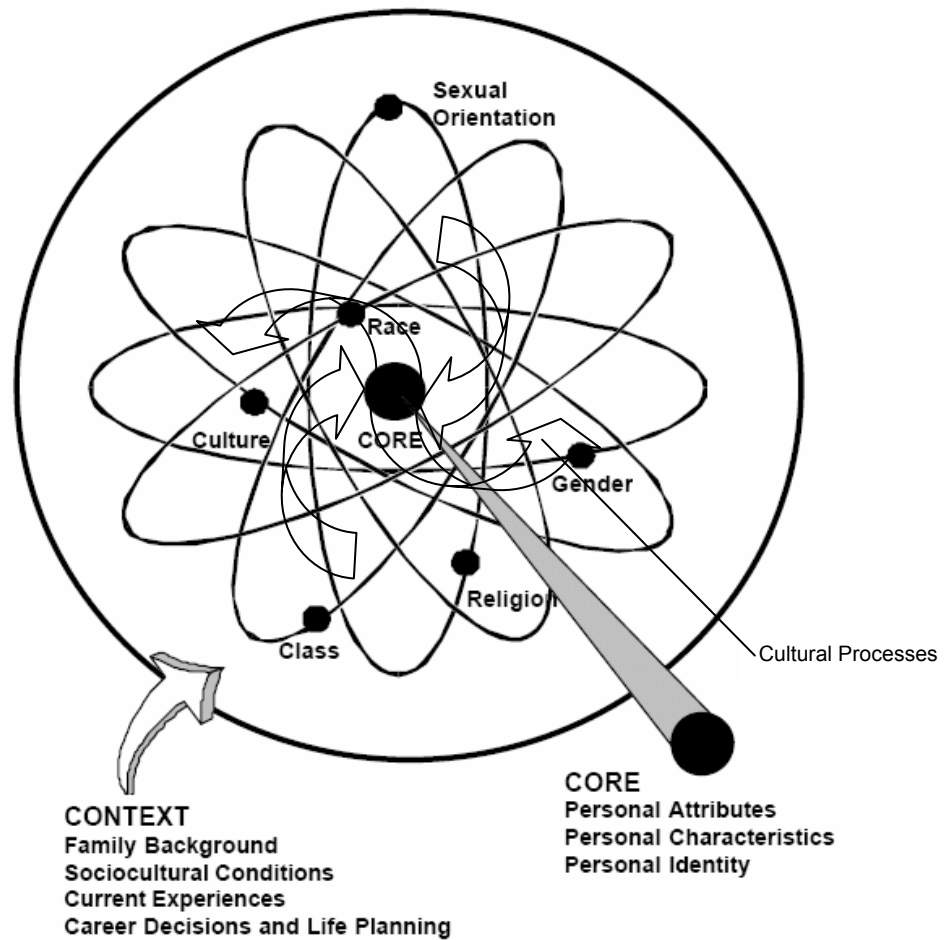 Sexual
Orientation
Race
Culture
CORE
Gender
Religion
Class
Cultural Processes
CONTEXT
Family Background
Sociocultural Conditions
Current Experiences
Career Decisions and Life Planning
CORE
Personal Attributes
Personal Characteristics
Personal Identity